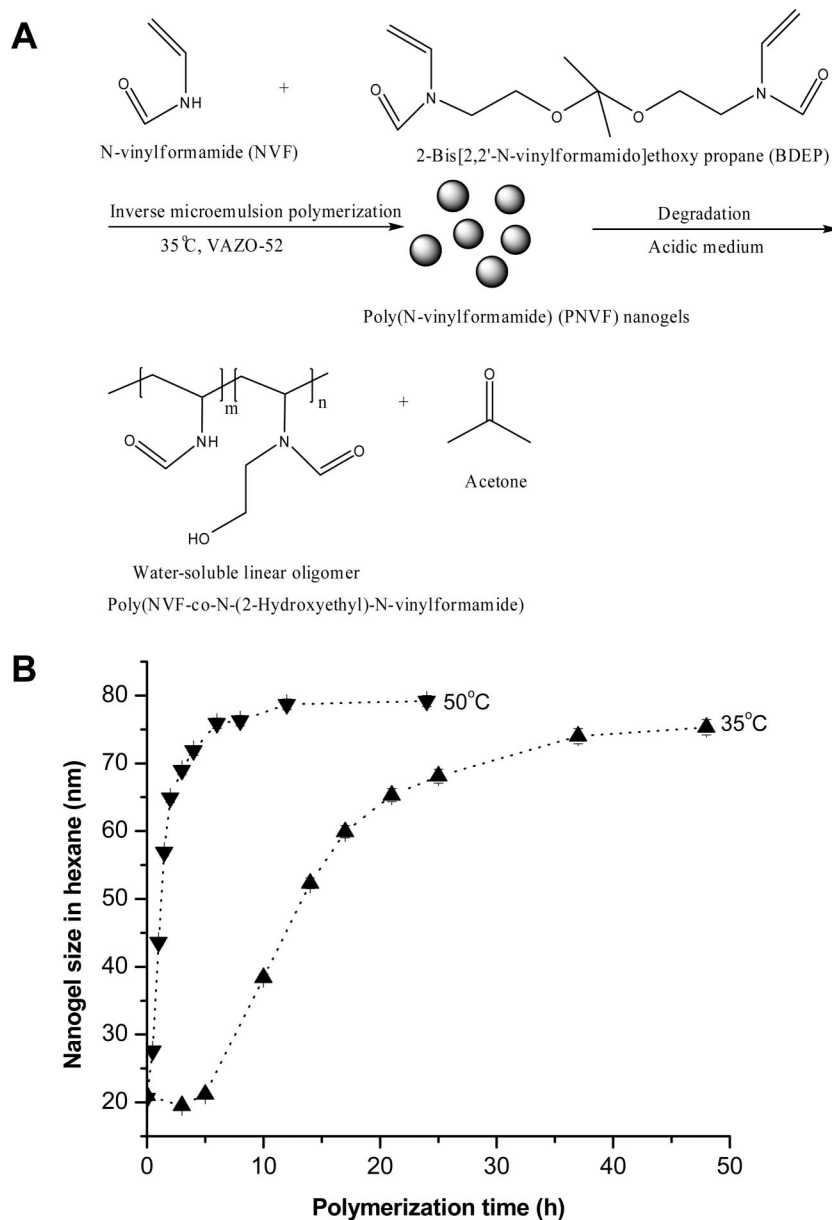 A
O
NH
+
O
N
O
O
N
O
N-vinylformamide (NVF)
2-Bis[2,2'-N-vinylformamido]ethoxy propane (BDEP)
Inverse microemulsion polymerization
35°C, VAZO-52
Degradation
Acidic medium
Poly(N-vinylformamide) (PNVF) nanogels
m
n
O
NH
N
O
HO
+
O
Acetone
Water-soluble linear oligomer
Poly(NVF-co-N-(2-Hydroxyethyl)-N-vinylformamide)
B
Nanogel size in hexane (nm)
80
70
60
50
40
30
20
50°C
35°C
0
10
20
30
40
50
Polymerization time (h)